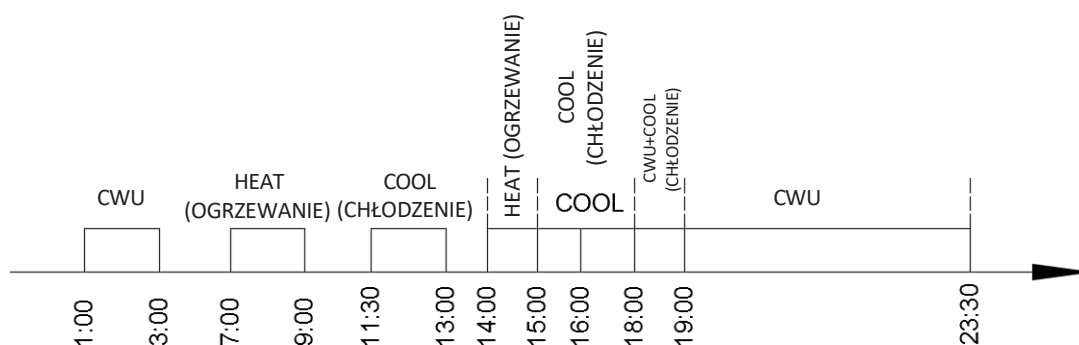 CWU
HEAT
(OGRZEWANIE)
COOL
(CHŁODZENIE)
HEAT (OGRZEWANIE)
COOL
(CHŁODZENIE)
COOL
CWU+COOL
(CHŁODZENIE)
CWU
1:00
3:00
7:00
9:00
11:30
13:00
14:00
15:00
16:00
18:00
19:00
23:30